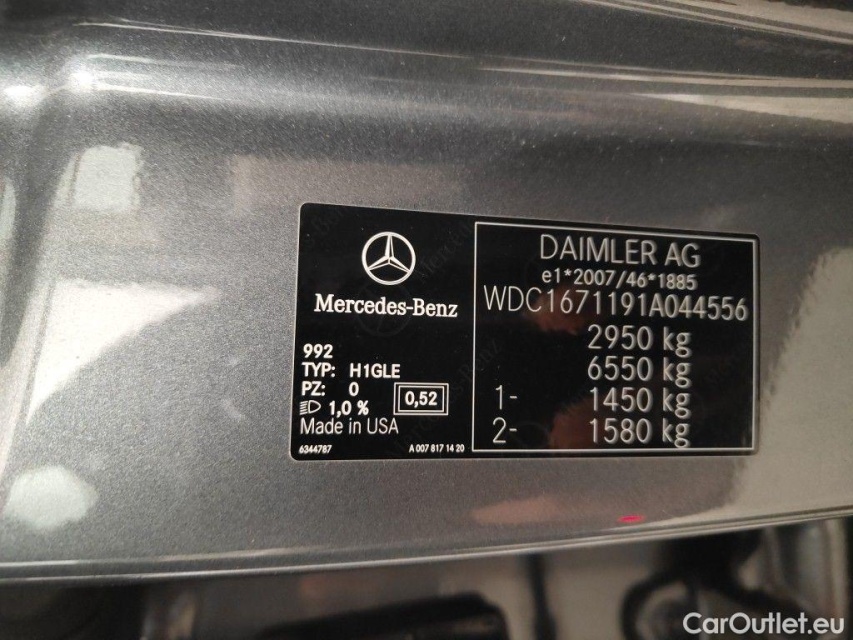 Mercedes-Benz
992
TYP: H1GLE
PZ: 0
1,0 %
0,52
Made in USA
6344787
A 007 817 14 20
DAIMLER AG
e1*2007/46*1885
WDC1671191A044556
2950 kg
6550 kg
1- 1450 kg
2- 1580 kg
CarOutlet.eu